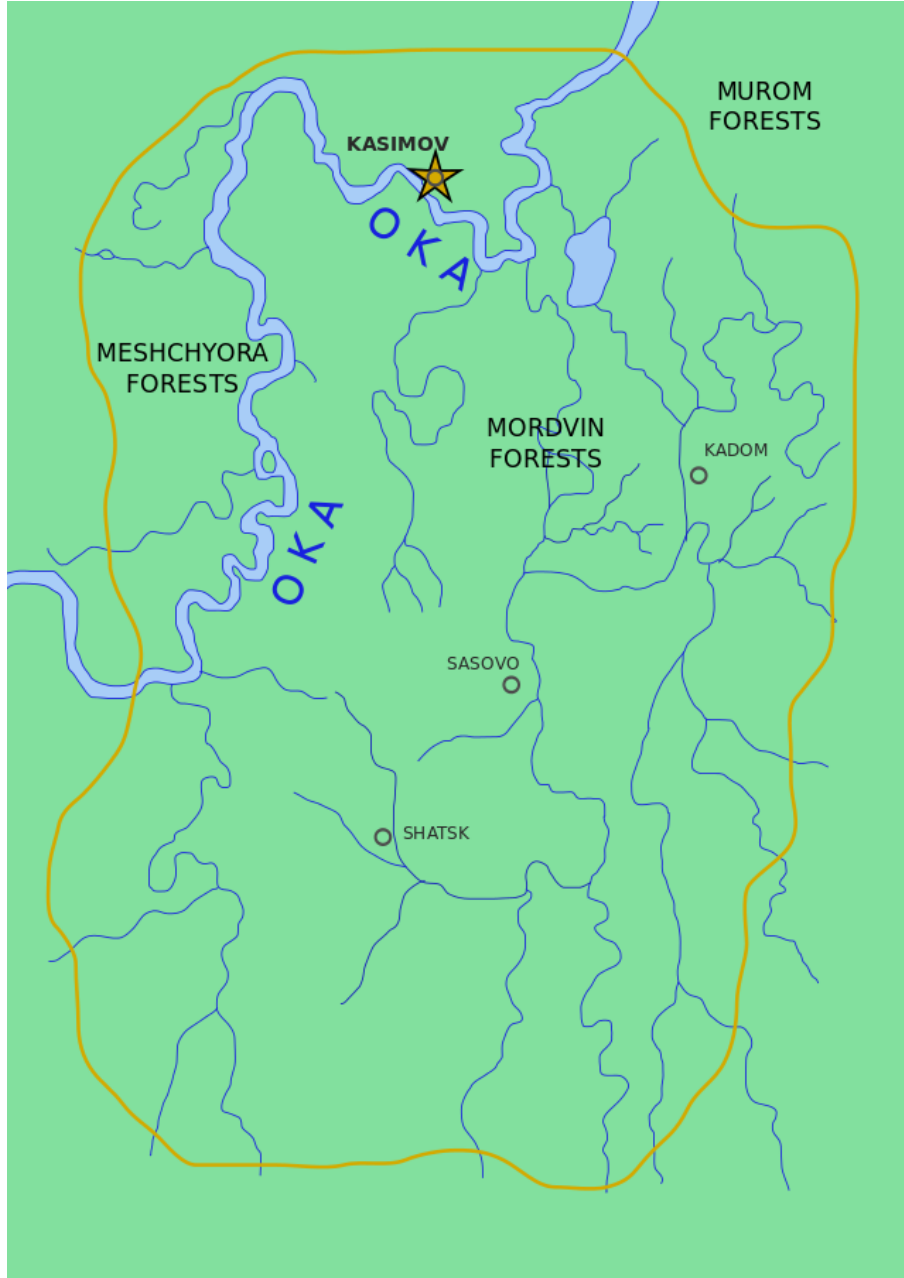 MUROM
FORESTS
KASIMOV
OKA
MESHCHYORA
FORESTS
MORDVIN
FORESTS
KADOM
OKA
SASOVO
SHATSK